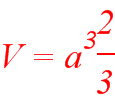 V = a³ 2/3